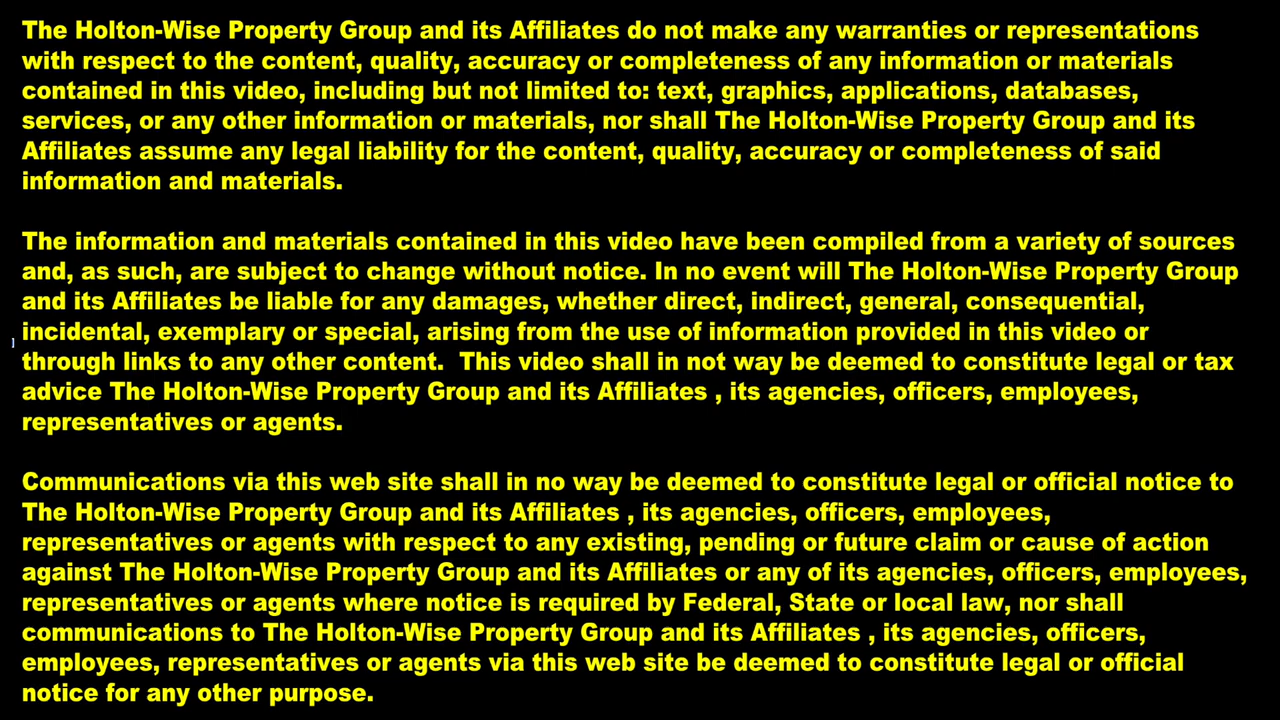 The Holton-Wise Property Group and its Affiliates do not make any warranties or representations
with respect to the content, quality, accuracy or completeness of any information or materials
contained in this video, including but not limited to: text, graphics, applications, databases,
services, or any other information or materials, nor shall The Holton-Wise Property Group and its
Affiliates assume any legal liability for the content, quality, accuracy or completeness of said
information and materials.
The information and materials contained in this video have been compiled from a variety of sources
and, as such, are subject to change without notice. In no event will The Holton-Wise Property Group
and its Affiliates be liable for any damages, whether direct, indirect, general, consequential,
incidental, exemplary or special, arising from the use of information provided in this video or
through links to any other content.  This video shall in not way be deemed to constitute legal or tax
advice The Holton-Wise Property Group and its Affiliates , its agencies, officers, employees,
representatives or agents.
Communications via this web site shall in no way be deemed to constitute legal or official notice to
The Holton-Wise Property Group and its Affiliates , its agencies, officers, employees,
representatives or agents with respect to any existing, pending or future claim or cause of action
against The Holton-Wise Property Group and its Affiliates or any of its agencies, officers, employees,
representatives or agents where notice is required by Federal, State or local law, nor shall
communications to The Holton-Wise Property Group and its Affiliates , its agencies, officers,
employees, representatives or agents via this web site be deemed to constitute legal or official
notice for any other purpose.